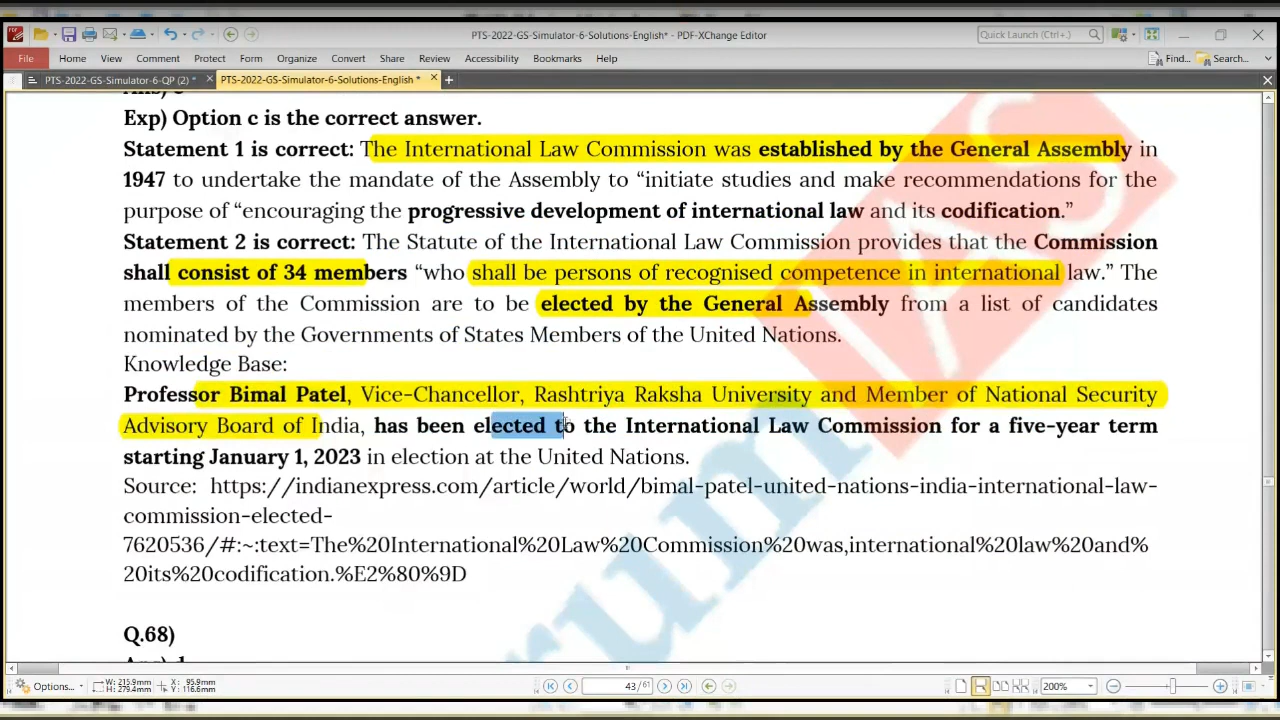 PTS-2022-GS-Simulator-6-Solutions-English* - PDF-XChange Editor
Quick Launch (Ctrl+.)
File Home View Comment Protect Form Organize Convert Share Review Accessibility Bookmarks Help
Find... Search...
PTS-2022-GS-Simulator-6-QP (2) * PTS-2022-GS-Simulator-6-Solutions-English *
Exp) Option c is the correct answer.
Statement 1 is correct: The International Law Commission was established by the General Assembly in
1947 to undertake the mandate of the Assembly to “initiate studies and make recommendations for the
purpose of “encouraging the progressive development of international law and its codification.”
Statement 2 is correct: The Statute of the International Law Commission provides that the Commission
shall consist of 34 members “who shall be persons of recognised competence in international law.” The
members of the Commission are to be elected by the General Assembly from a list of candidates
nominated by the Governments of States Members of the United Nations.
Knowledge Base:
Professor Bimal Patel, Vice-Chancellor, Rashtriya Raksha University and Member of National Security
Advisory Board of India, has been elected to the International Law Commission for a five-year term
starting January 1, 2023 in election at the United Nations.
Source: https://indianexpress.com/article/world/bimal-patel-united-nations-india-international-law-
commission-elected-
7620536/#:~:text=The%20International%20Law%20Commission%20was,international%20law%20and%
20its%20codification.%E2%80%9D
Q.68)
Options...
W: 215.9mm
H: 279.4mm
X: 95.9mm
Y: 116.6mm
43 /61
200%
rum IAS